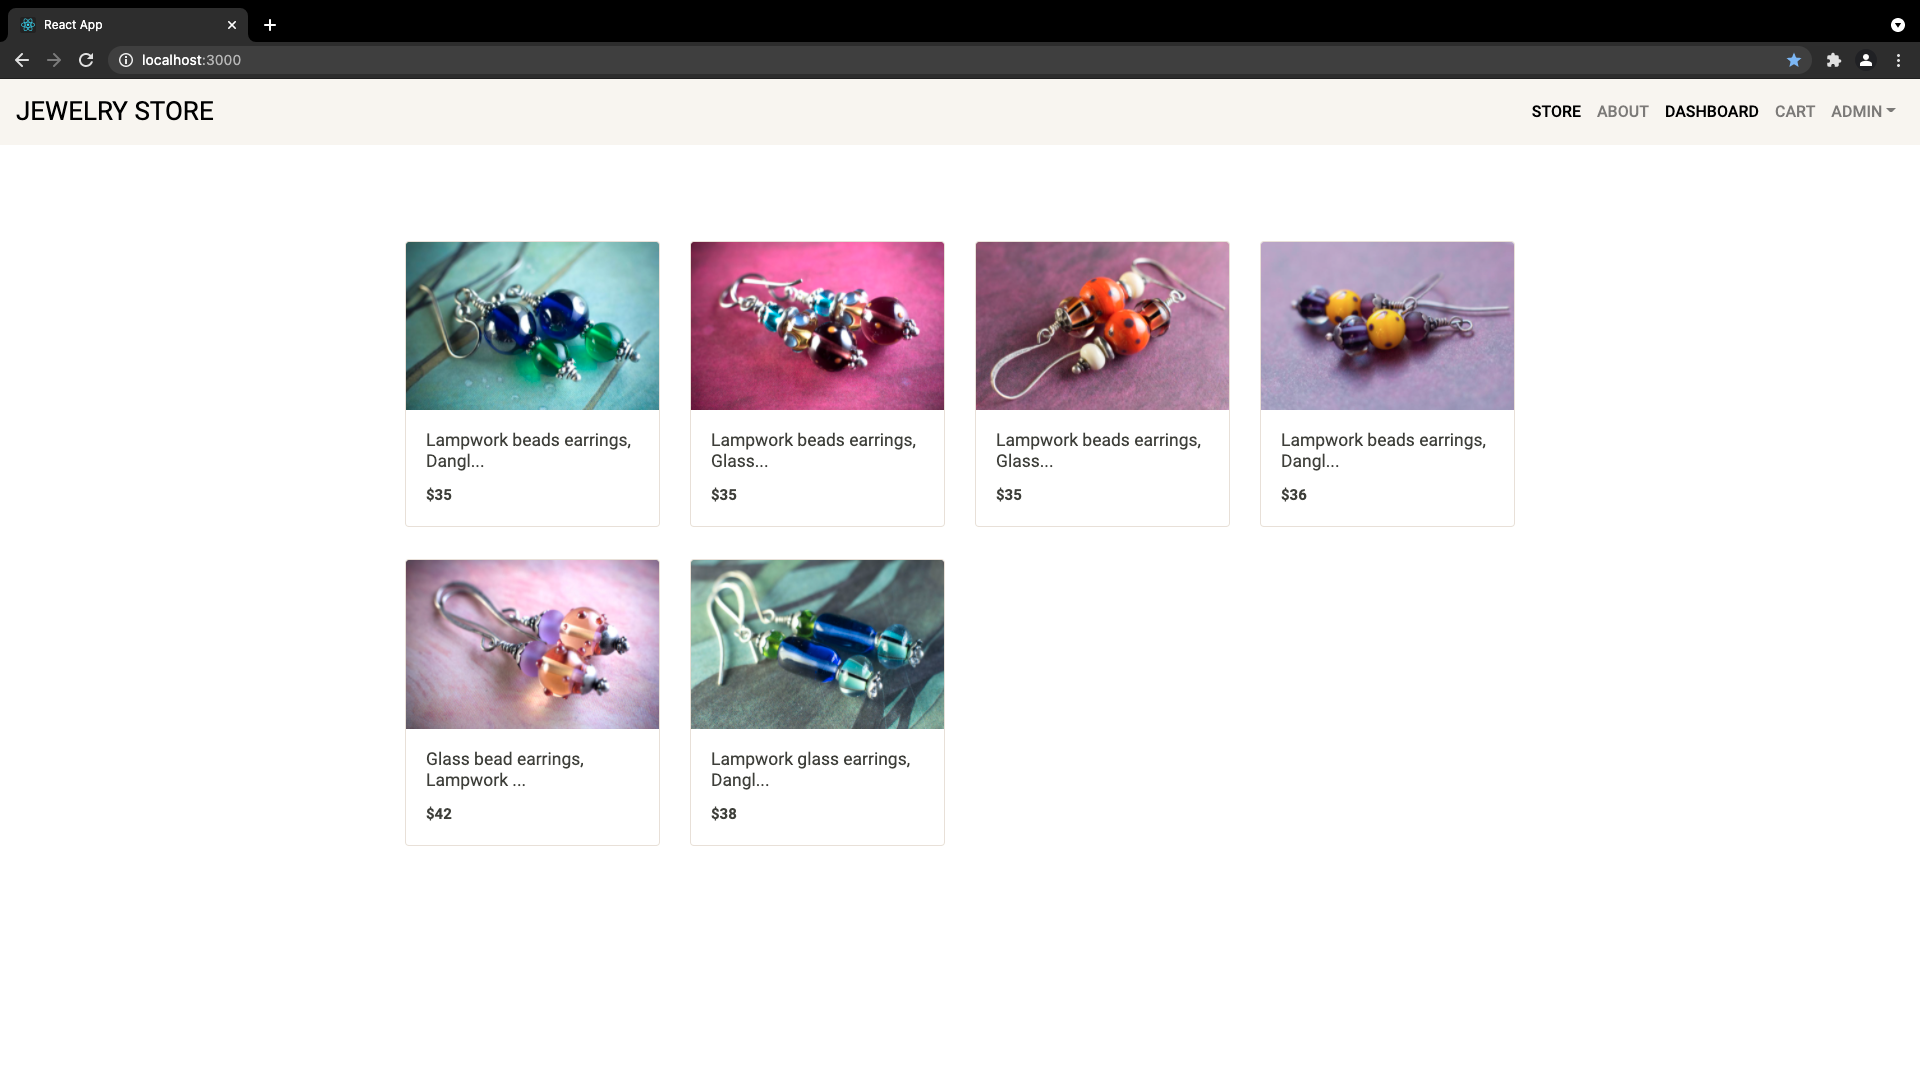 React App
localhost:3000
JEWELRY STORE
STORE ABOUT DASHBOARD CART ADMIN
Lampwork beads earrings,
Dangl...
$35
Lampwork beads earrings,
Glass...
$35
Lampwork beads earrings,
Glass...
$35
Lampwork beads earrings,
Dangl...
$36
Glass bead earrings,
Lampwork ...
$42
Lampwork glass earrings,
Dangl...
$38